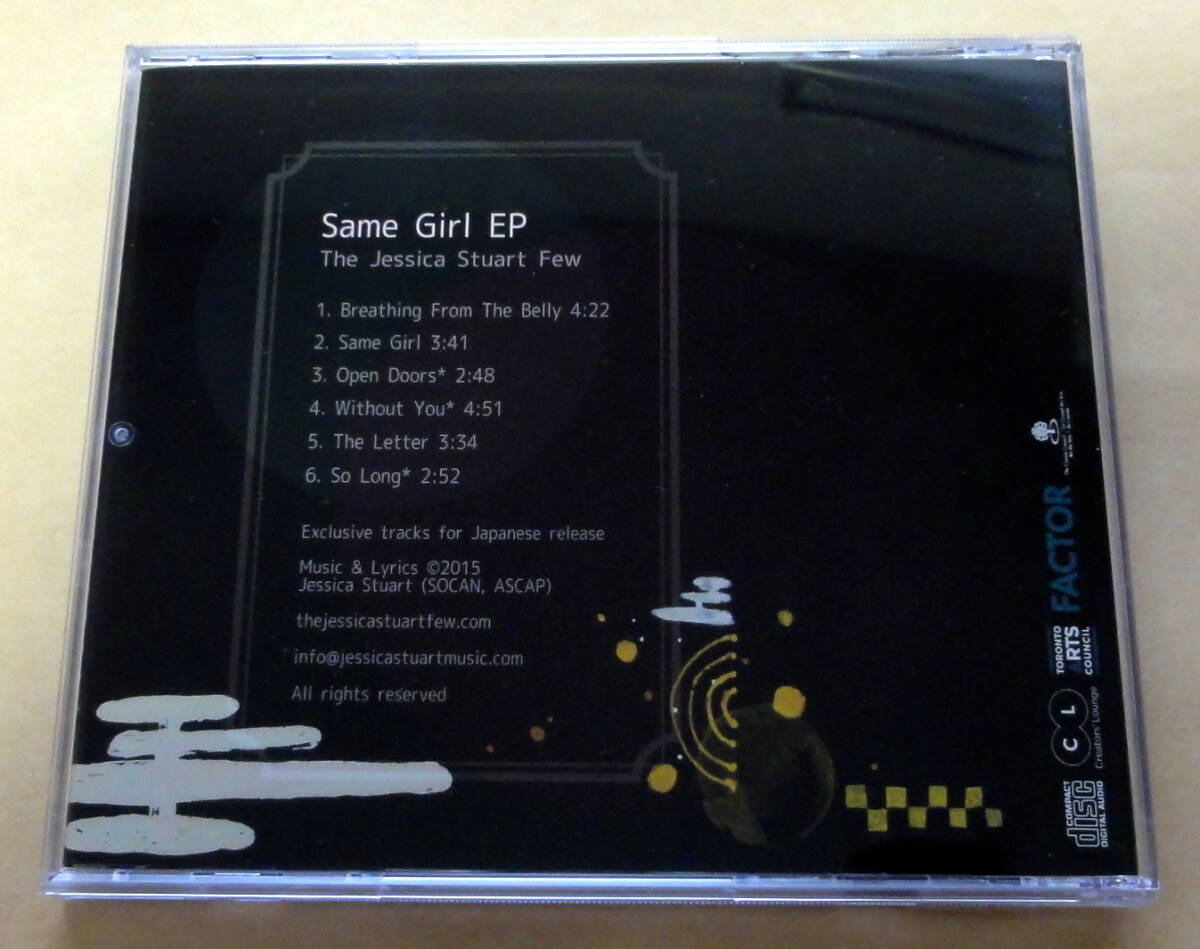 Same Girl EP
The Jessica Stuart Few
1. Breathing From The Belly 4:22
2. Same Girl 3:41
3. Open Doors* 2:48
4. Without You* 4:51
5. The Letter 3:34
6. So Long* 2:52
Exclusive tracks for Japanese release
Music & Lyrics ©2015
Jessica Stuart (SOCAN, ASCAP)
thejessicastuartfew.com
info@jessicastuartmusic.com
All rights reserved
FACTOR
TORONTO
ARTS
COUNCIL
C L
Creators' Lounge
COMPACT
disc
DIGITAL AUDIO